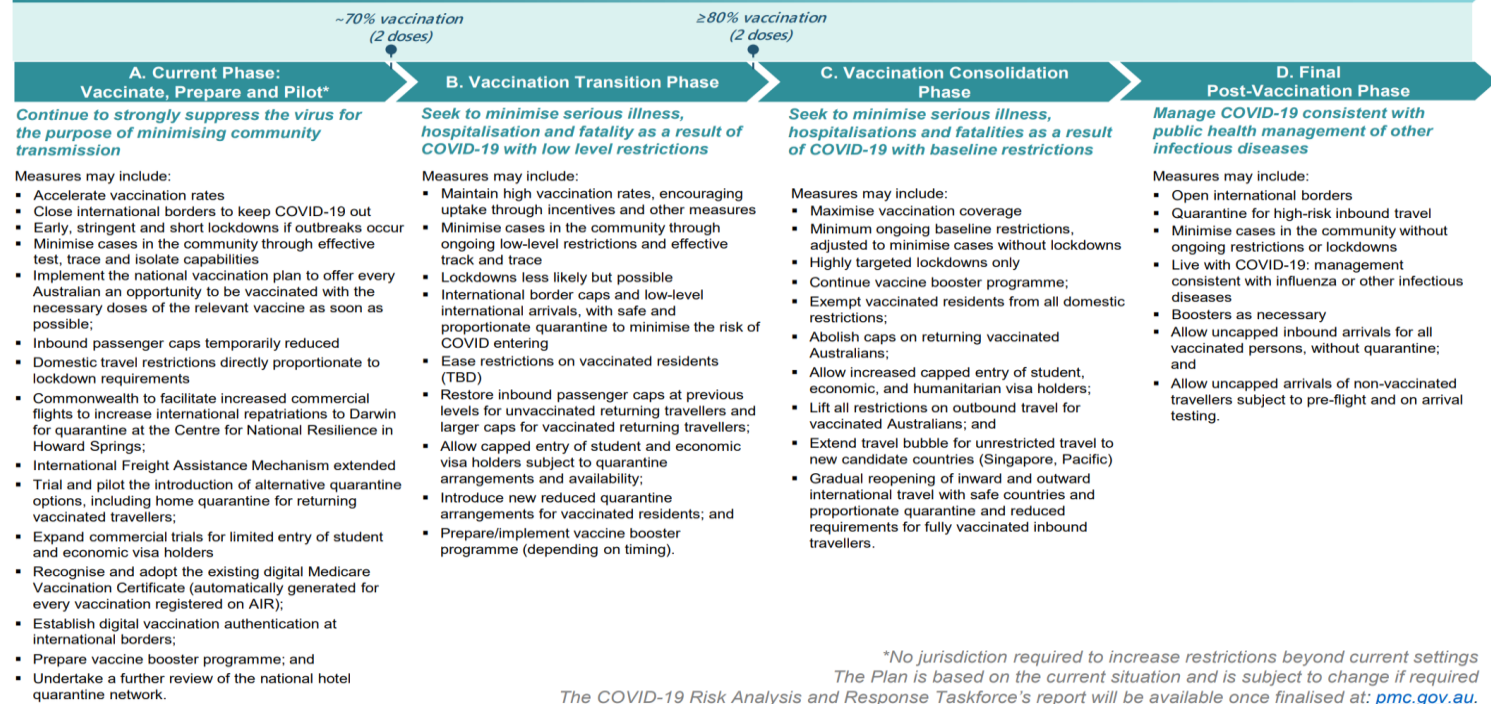 ~70% vaccination
(2 doses)
≥80% vaccination
(2 doses)
A. Current Phase:
Vaccinate, Prepare and Pilot*
Continue to strongly suppress the virus for
the purpose of minimising community
transmission
Measures may include:
▪ Accelerate vaccination rates
▪ Close international borders to keep COVID-19 out
▪ Early, stringent and short lockdowns if outbreaks occur
▪ Minimise cases in the community through effective
test, trace and isolate capabilities
▪ Implement the national vaccination plan to offer every
Australian an opportunity to be vaccinated with the
necessary doses of the relevant vaccine as soon as
possible;
▪ Inbound passenger caps temporarily reduced
▪ Domestic travel restrictions directly proportionate to
lockdown requirements
▪ Commonwealth to facilitate increased commercial
flights to increase international repatriations to Darwin
for quarantine at the Centre for National Resilience in
Howard Springs;
▪ International Freight Assistance Mechanism extended
▪ Trial and pilot the introduction of alternative quarantine
options, including home quarantine for returning
vaccinated travellers;
▪ Expand commercial trials for limited entry of student
and economic visa holders
▪ Recognise and adopt the existing digital Medicare
Vaccination Certificate (automatically generated for
every vaccination registered on AIR);
▪ Establish digital vaccination authentication at
international borders;
▪ Prepare vaccine booster programme; and
▪ Undertake a further review of the national hotel
quarantine network.
B. Vaccination Transition Phase
Seek to minimise serious illness,
hospitalisation and fatality as a result of
COVID-19 with low level restrictions
Measures may include:
▪ Maintain high vaccination rates, encouraging
uptake through incentives and other measures
▪ Minimise cases in the community through
ongoing low-level restrictions and effective
track and trace
▪ Lockdowns less likely but possible
▪ International border caps and low-level
international arrivals, with safe and
proportionate quarantine to minimise the risk of
COVID entering
▪ Ease restrictions on vaccinated residents
(TBD)
▪ Restore inbound passenger caps at previous
levels for unvaccinated returning travellers and
larger caps for vaccinated returning travellers;
▪ Allow capped entry of student and economic
visa holders subject to quarantine
arrangements and availability;
▪ Introduce new reduced quarantine
arrangements for vaccinated residents; and
▪ Prepare/implement vaccine booster
programme (depending on timing).
C. Vaccination Consolidation
Phase
Seek to minimise serious illness,
hospitalisations and fatalities as a result
of COVID-19 with baseline restrictions
Measures may include:
▪ Maximise vaccination coverage
▪ Minimum ongoing baseline restrictions,
adjusted to minimise cases without lockdowns
▪ Highly targeted lockdowns only
▪ Continue vaccine booster programme;
▪ Exempt vaccinated residents from all domestic
restrictions;
▪ Abolish caps on returning vaccinated
Australians;
▪ Allow increased capped entry of student,
economic, and humanitarian visa holders;
▪ Lift all restrictions on outbound travel for
vaccinated Australians; and
▪ Extend travel bubble for unrestricted travel to
new candidate countries (Singapore, Pacific)
▪ Gradual reopening of inward and outward
international travel with safe countries and
proportionate quarantine and reduced
requirements for fully vaccinated inbound
travellers.
D. Final
Post-Vaccination Phase
Manage COVID-19 consistent with
public health management of other
infectious diseases
Measures may include:
▪ Open international borders
▪ Quarantine for high-risk inbound travel
▪ Minimise cases in the community without
ongoing restrictions or lockdowns
▪ Live with COVID-19: management
consistent with influenza or other infectious
diseases
▪ Boosters as necessary
▪ Allow uncapped inbound arrivals for all
vaccinated persons, without quarantine;
and
▪ Allow uncapped arrivals of non-vaccinated
travellers subject to pre-flight and on arrival
testing.
*No jurisdiction required to increase restrictions beyond current settings
The Plan is based on the current situation and is subject to change if required
The COVID-19 Risk Analysis and Response Taskforce's report will be available once finalised at: pmc.gov.au.